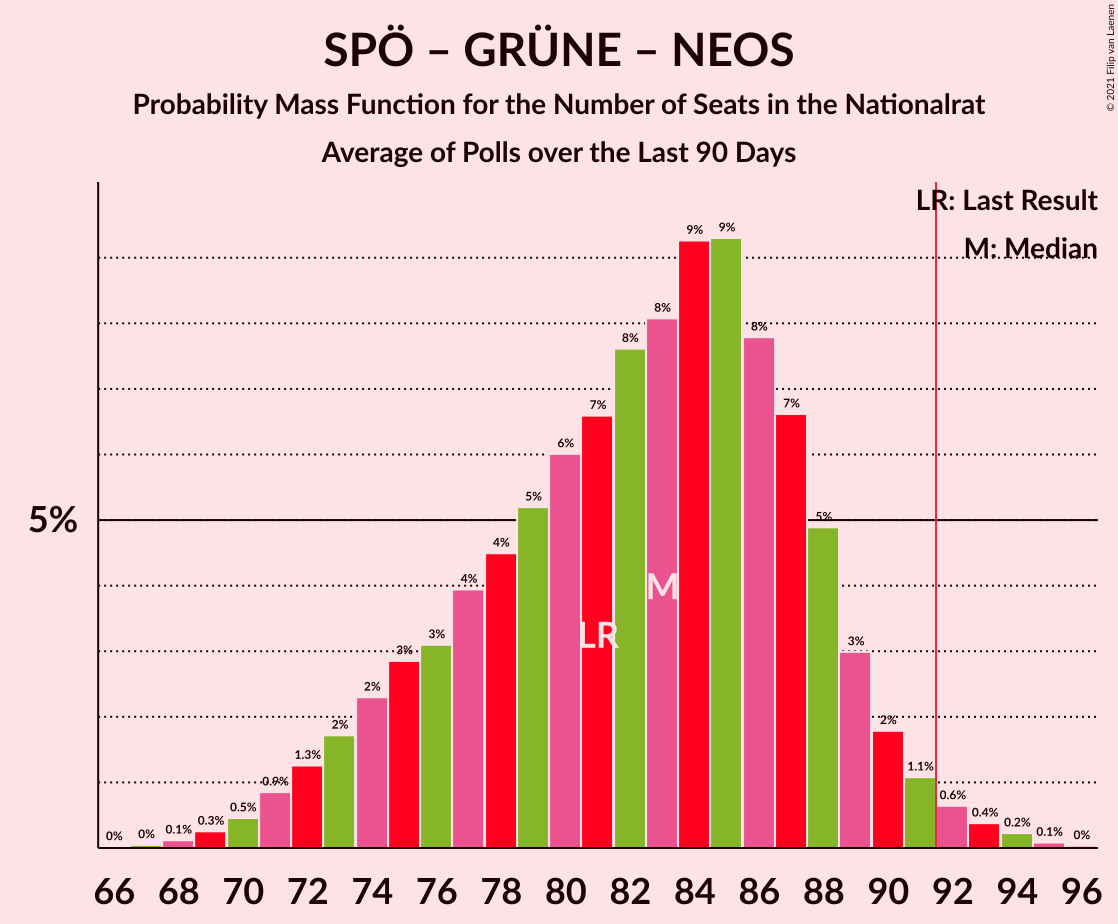 SPÖ – GRÜNE – NEOS
Probability Mass Function for the Number of Seats in the Nationalrat
Average of Polls over the Last 90 Days
© 2021 Filip van Laenen
LR: Last Result
M: Median
5%
0% 0% 0.1% 0.3% 0.5% 0.9% 1.3% 2% 2% 3% 3% 4% 4% 5% 6% 7% 8% 8% 9% 9% 8% 7% 5% 3% 2% 1.1% 0.6% 0.4% 0.2% 0.1% 0%
M
LR
66 68 70 72 74 76 78 80 82 84 86 88 90 92 94 96